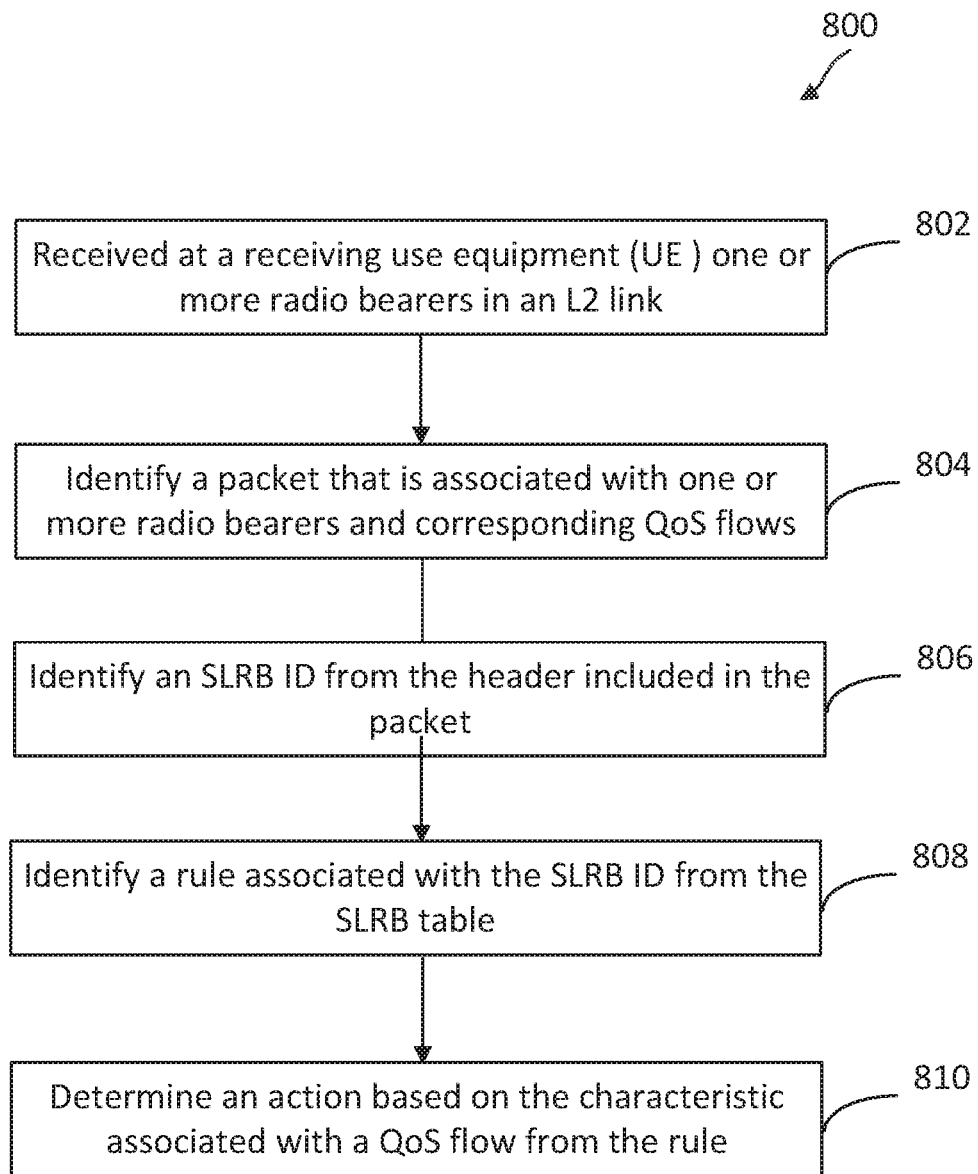 800
Received at a receiving use equipment (UE ) one or
more radio bearers in an L2 link
802
Identify a packet that is associated with one or
more radio bearers and corresponding QoS flows
804
Identify an SLRB ID from the header included in the
packet
806
Identify a rule associated with the SLRB ID from the
SLRB table
808
Determine an action based on the characteristic
associated with a QoS flow from the rule
810